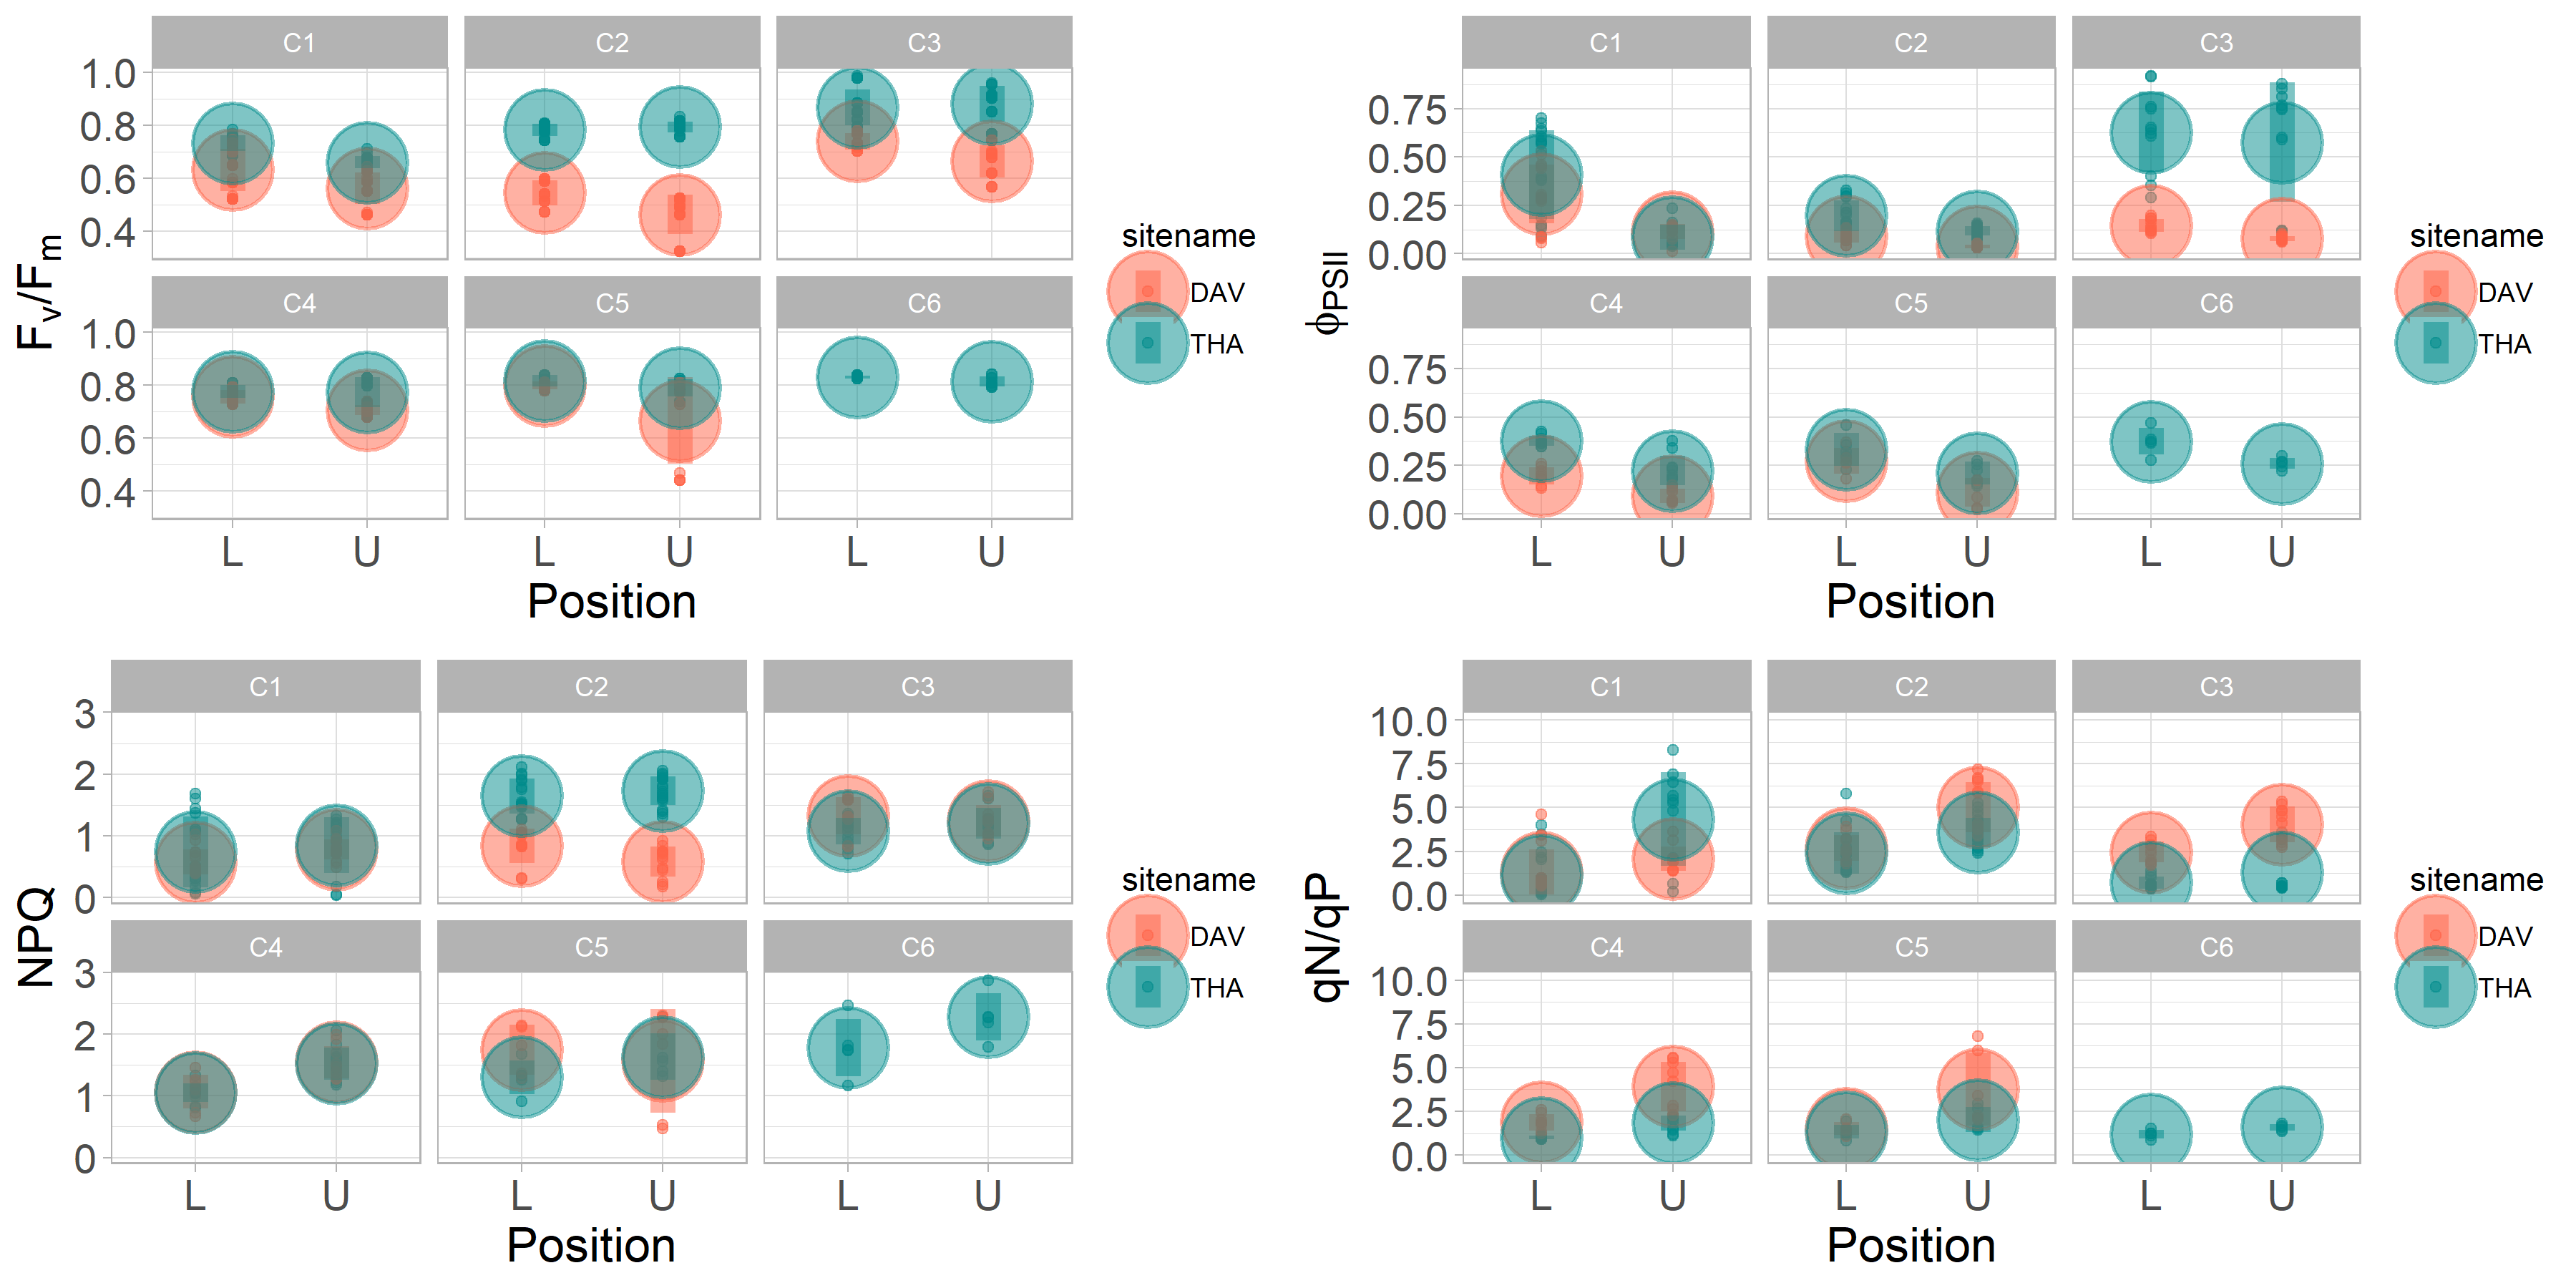 C1 C2 C3
1.0
0.8
0.6
0.4
C4 C5 C6
1.0
0.8
0.6
0.4
Fv/Fm
L U L U L U
Position
sitename
DAV
THA
C1 C2 C3
0.75
0.50
0.25
0.00
C4 C5 C6
0.75
0.50
0.25
0.00
ϕPSII
L U L U L U
Position
sitename
DAV
THA
C1 C2 C3
3
2
1
0
C4 C5 C6
3
2
1
0
NPQ
L U L U L U
Position
sitename
DAV
THA
C1 C2 C3
10.0
7.5
5.0
2.5
0.0
C4 C5 C6
10.0
7.5
5.0
2.5
0.0
qN/qP
L U L U L U
Position
sitename
DAV
THA